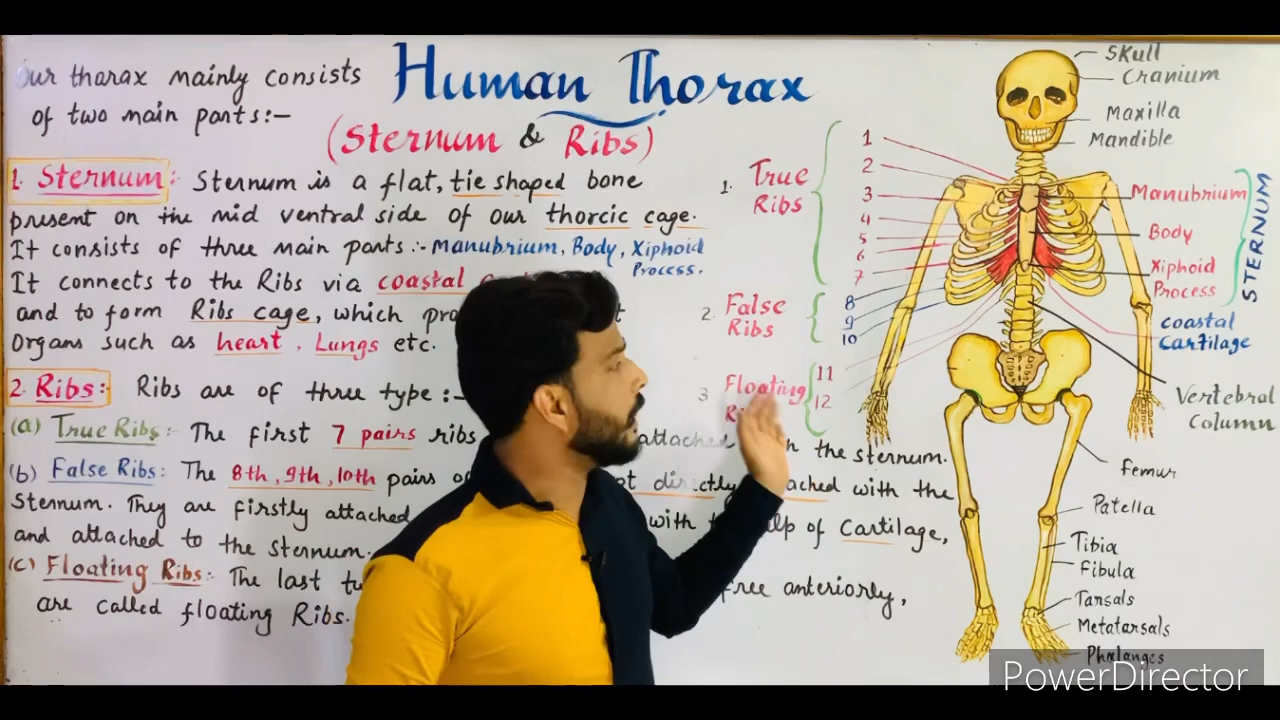 Our thorax mainly consists
of two main parts:-
Human Thorax
(Sternum & Ribs)
1. Sternum: Sternum is a flat, tie shaped bone
present on the mid ventral side of our thorcic cage.
It consists of three main parts:- Manubrium, Body, Xiphoid
Process.
It connects to the Ribs via coastal
and to form Ribs cage, which
Organs such as heart, Lungs etc.
2. Ribs: Ribs are of three type :-
(a) True Ribs:- The first 7 pairs ribs attached the sternum.
(b) False Ribs: The 8th, 9th, 10th pairs directly with the
Sternum. They are firstly attached with of Cartilage,
and attached to the sternum.
(c) Floating Ribs:- The last free anteriorly,
are called floating Ribs.
1. True
Ribs
1
2
3
4
5
6
7
2. False
Ribs
8
9
10
3 Floating
11
12
Skull
Cranium
Maxilla
Mandible
Manubrium
Body
Xiphoid
Process
STERNUM
Coastal
Cartilage
Vertebral
Column
Femur
Patella
Tibia
Fibula
Tarsals
Metatarsals
Phalanges
PowerDirector